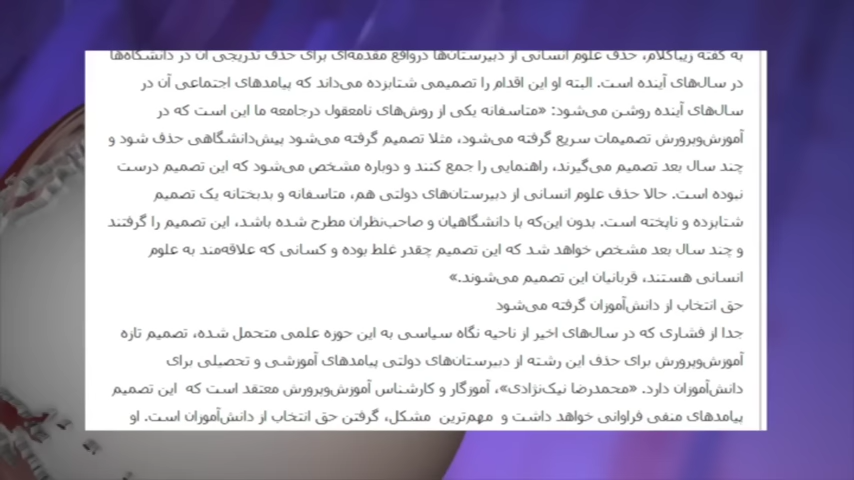 به گفته زیباکلام، حذف علوم انسانی از دبیرستان‌ها درواقع مقدمه‌ای برای حذف تدریجی آن در دانشگاه‌ها
در سال‌های آینده است. البته او این اقدام را تصمیمی شتابزده می‌داند که پیامدهای اجتماعی آن در
سال‌های آینده روشن می‌شود: «متاسفانه یکی از روش‌های نامعقول درجامعه ما این است که در
آموزش‌وپرورش تصمیمات سریع گرفته می‌شود، مثلا تصمیم گرفته می‌شود پیش‌دانشگاهی حذف شود و
چند سال بعد تصمیم می‌گیرند، راهنمایی را جمع کنند و دوباره مشخص می‌شود که این تصمیم درست
نبوده است. حالا حذف علوم انسانی از دبیرستان‌های دولتی هم، متاسفانه و بدبختانه یک تصمیم
شتابزده و ناپخته است. بدون این‌که با دانشگاهیان و صاحب‌نظران مطرح شده باشد، این تصمیم را گرفتند
و چند سال بعد مشخص خواهد شد که این تصمیم چقدر غلط بوده و کسانی که علاقه‌مند به علوم
انسانی هستند، قربانیان این تصمیم می‌شوند.»
حق انتخاب از دانش‌آموزان گرفته می‌شود
جدا از فشاری که در سال‌های اخیر از ناحیه نگاه سیاسی به این حوزه علمی متحمل شده، تصمیم تازه
آموزش‌وپرورش برای حذف این رشته از دبیرستان‌های دولتی پیامدهای آموزشی و تحصیلی برای
دانش‌آموزان دارد. «محمدرضا نیک‌نژادی»، آموزگار و کارشناس آموزش‌وپرورش معتقد است که این تصمیم
پیامدهای منفی فراوانی خواهد داشت و مهم‌ترین مشکل، گرفتن حق انتخاب از دانش‌آموزان است. او